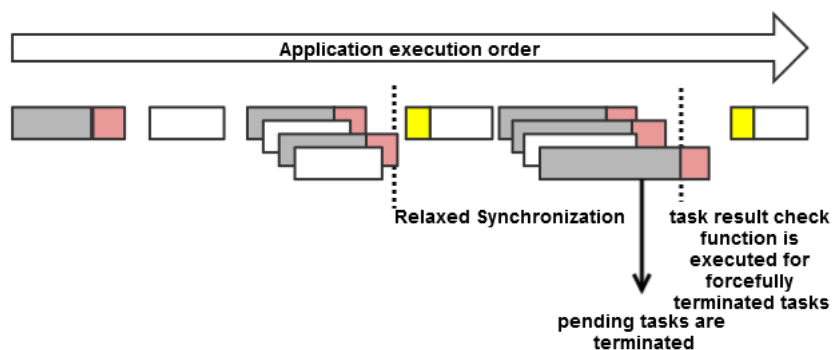 Application execution order
Relaxed Synchronization
task result check
function is
executed for
forcefully
terminated tasks
pending tasks are
terminated